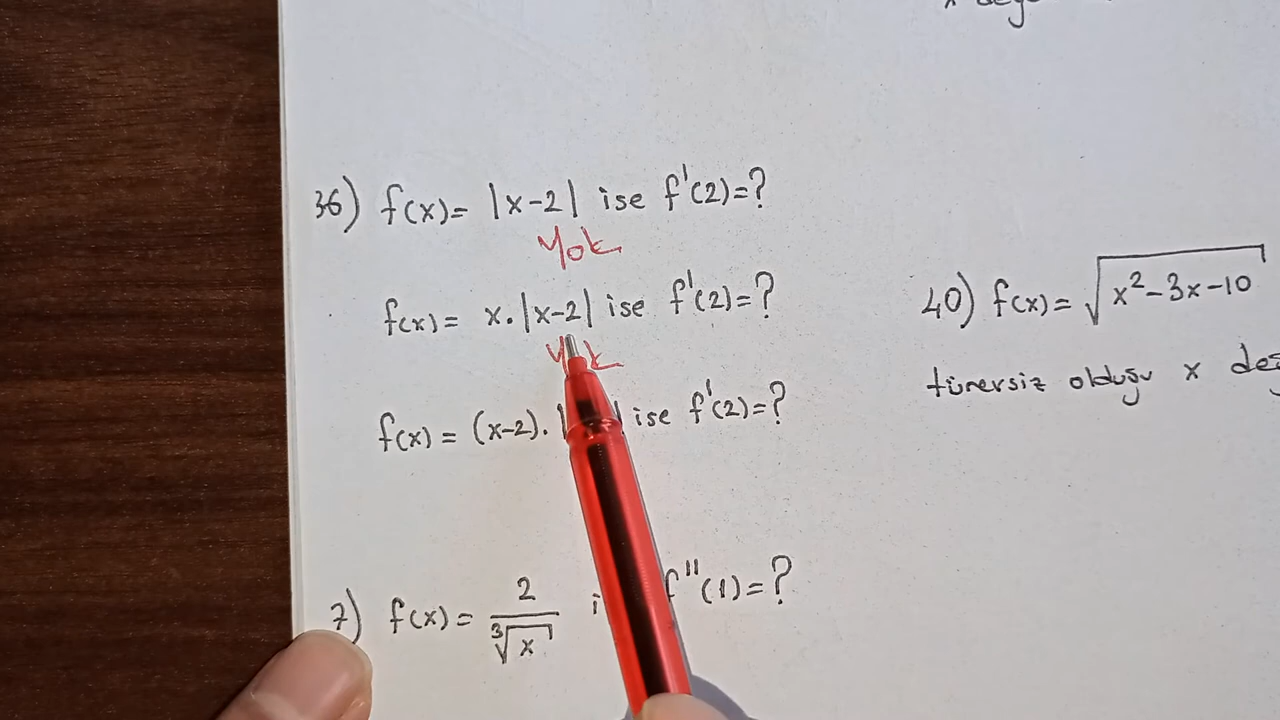 36) f(x)= |x-2| ise f'(2)=?
Yok
f(x)= x.|x-2| ise f'(2)=?
f(x)= (x-2). ise f'(2)=?
7) f(x)= 2/∛x f''(1)=?
40) f(x)= √(x²-3x-10)
türevsiz olduğu x